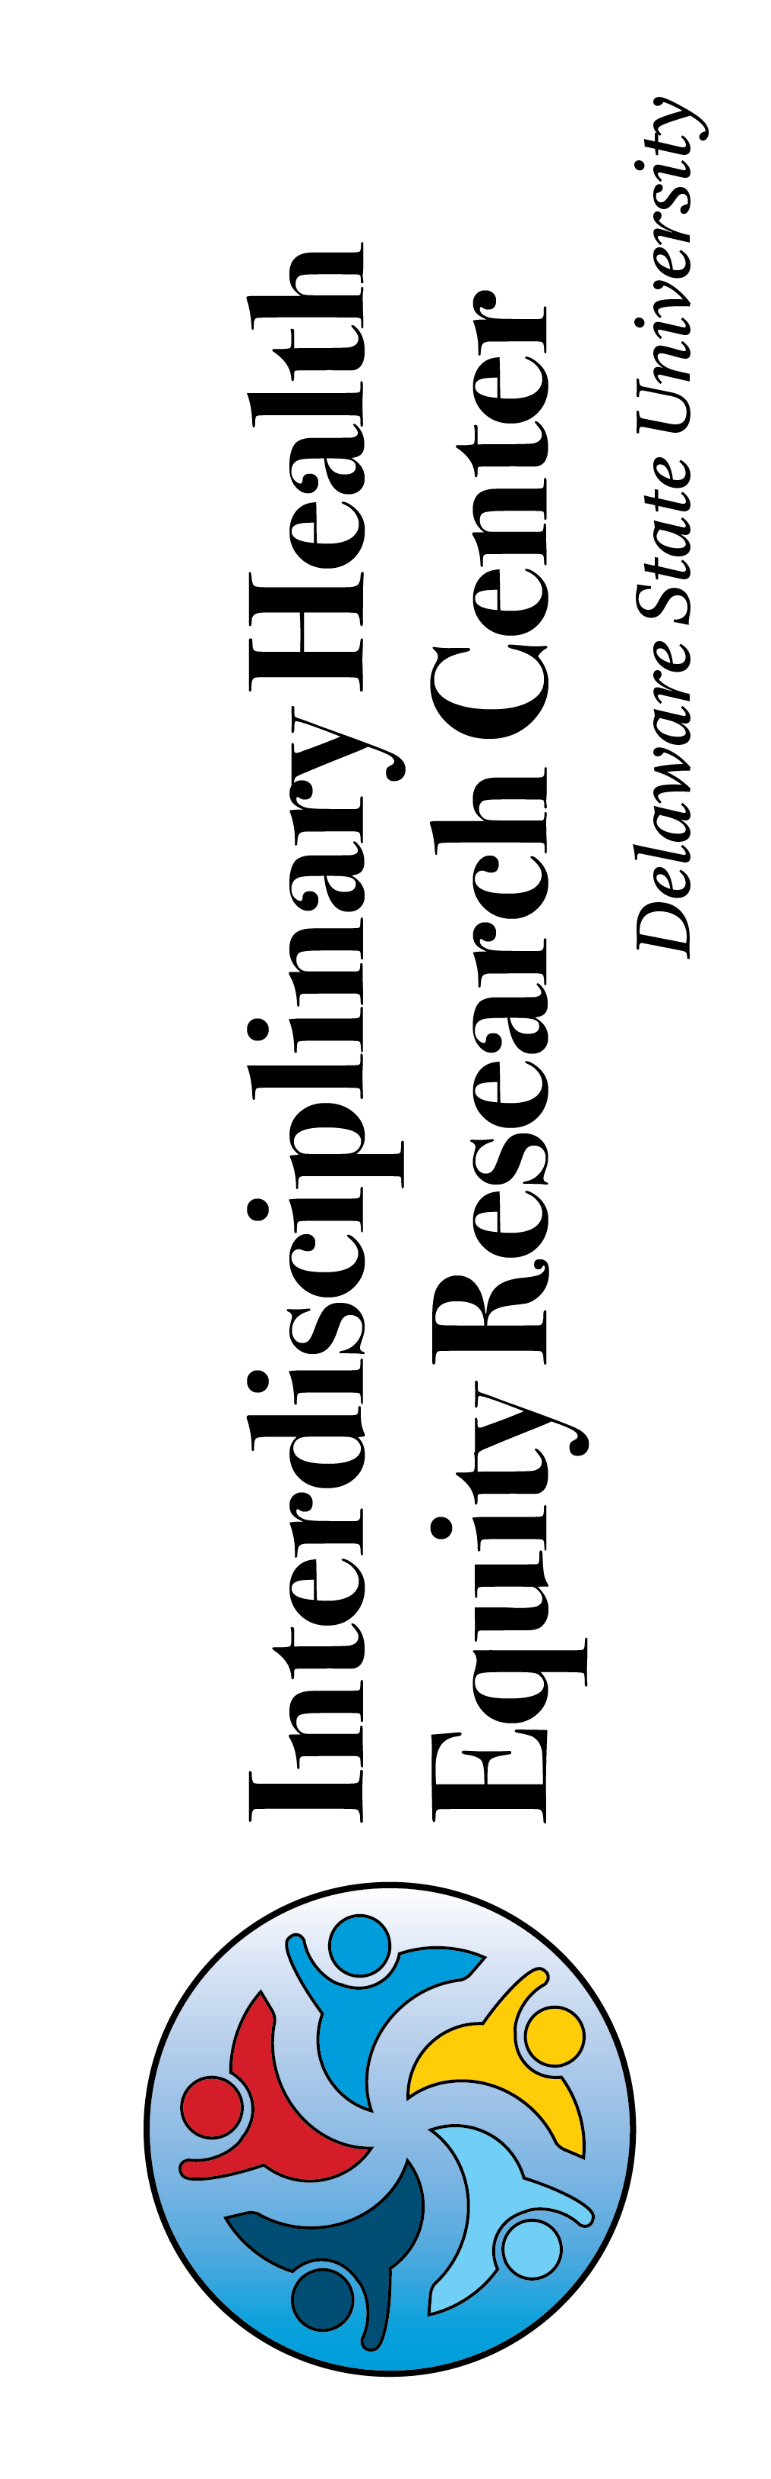 Interdisciplinary Health
Equity Research Center
Delaware State University